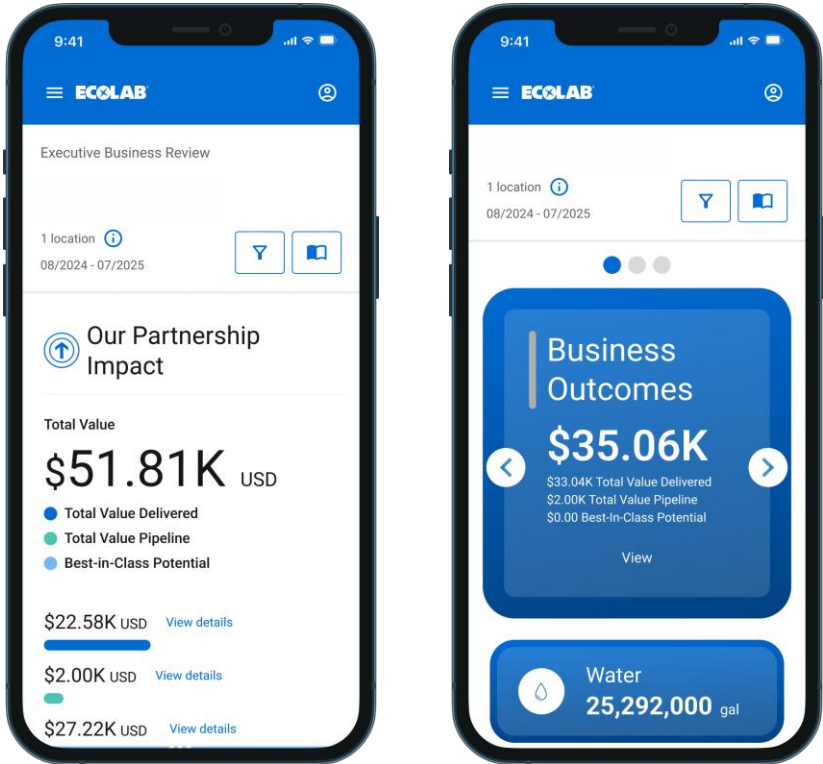 9:41
ECOLAB
Executive Business Review
1 location
08/2024 - 07/2025
Our Partnership
Impact
Total Value
$51.81K USD
Total Value Delivered
Total Value Pipeline
Best-in-Class Potential
$22.58K USD View details
$2.00K USD View details
$27.22K USD View details
9:41
ECOLAB
1 location
08/2024 - 07/2025
Business
Outcomes
$35.06K
$33.04K Total Value Delivered
$2.00K Total Value Pipeline
$0.00 Best-In-Class Potential
View
Water
25,292,000 gal